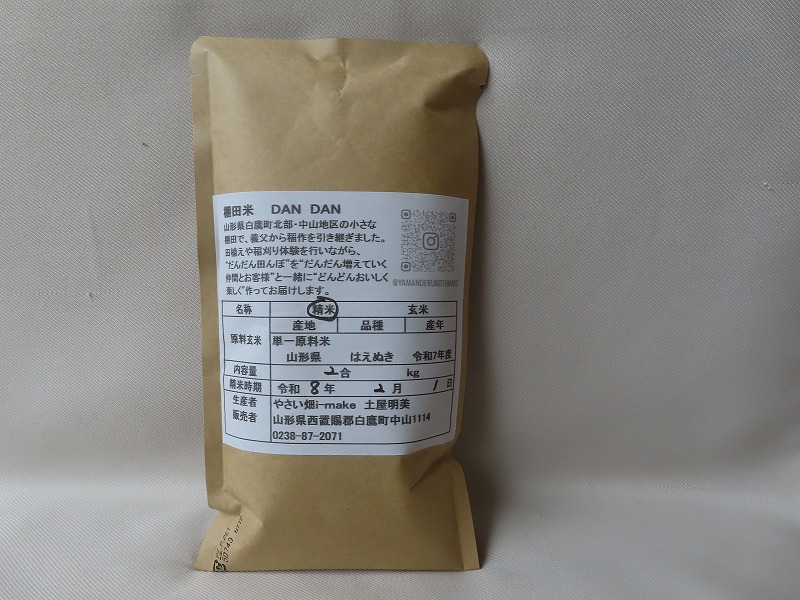 棚田米 DAN DAN
山形県白鷹町北部・中山地区の小さな
棚田で、義父から稲作を引き継ぎました。
田植えや稲刈り体験を行いながら、
“だんだん田んぼ”を“だんだん増えていく
仲間とお客様”と一緒に“どんどんおいしく
楽しく”作ってお届けします。
名称 精米 玄米
原料玄米 産地 品種 産年
単一原料米
山形県 はえぬき 令和7年度
内容量 2合 kg
精米時期 令和 8年 2月 1日
生産者 やさい畑i-make 土屋明美
販売者 山形県西置賜郡白鷹町中山1114
0238-87-2071